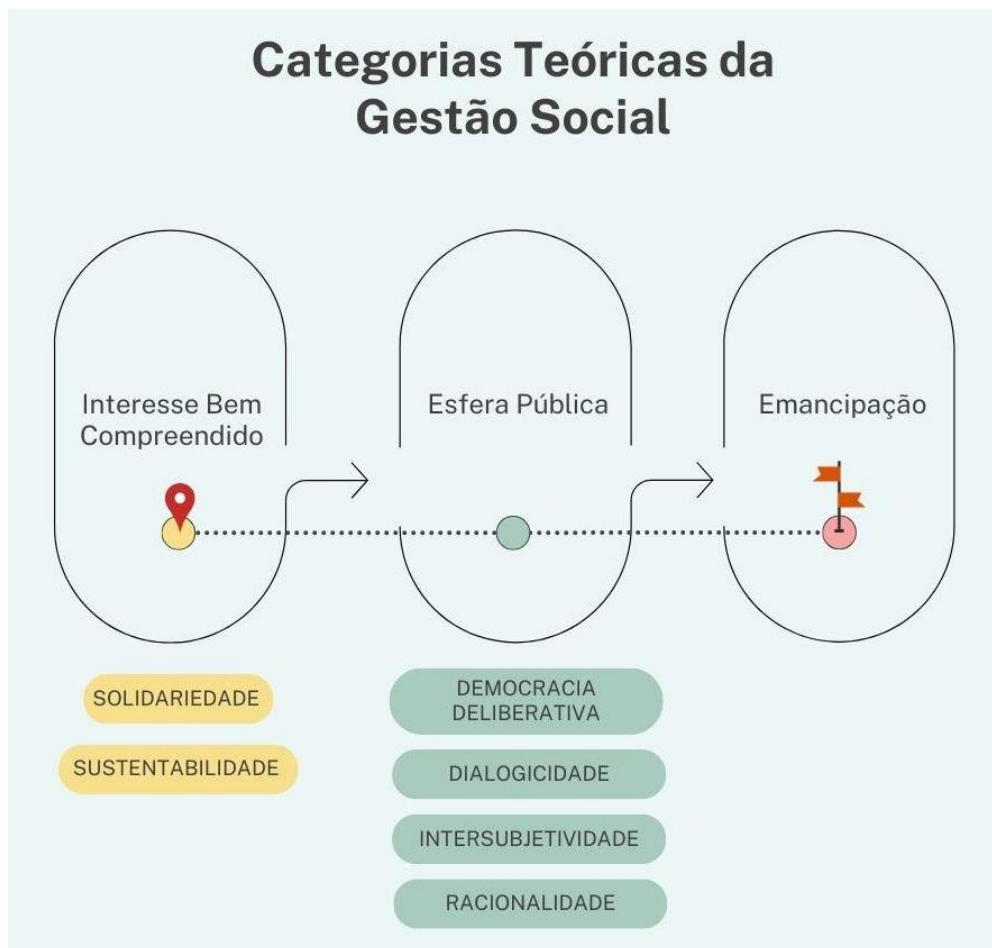 Categorias Teóricas da
Gestão Social
Interesse Bem
Compreendido
Esfera Pública
Emancipação
SOLIDARIEDADE
SUSTENTABILIDADE
DEMOCRACIA
DELIBERATIVA
DIALOGICIDADE
INTERSUBJETIVIDADE
RACIONALIDADE